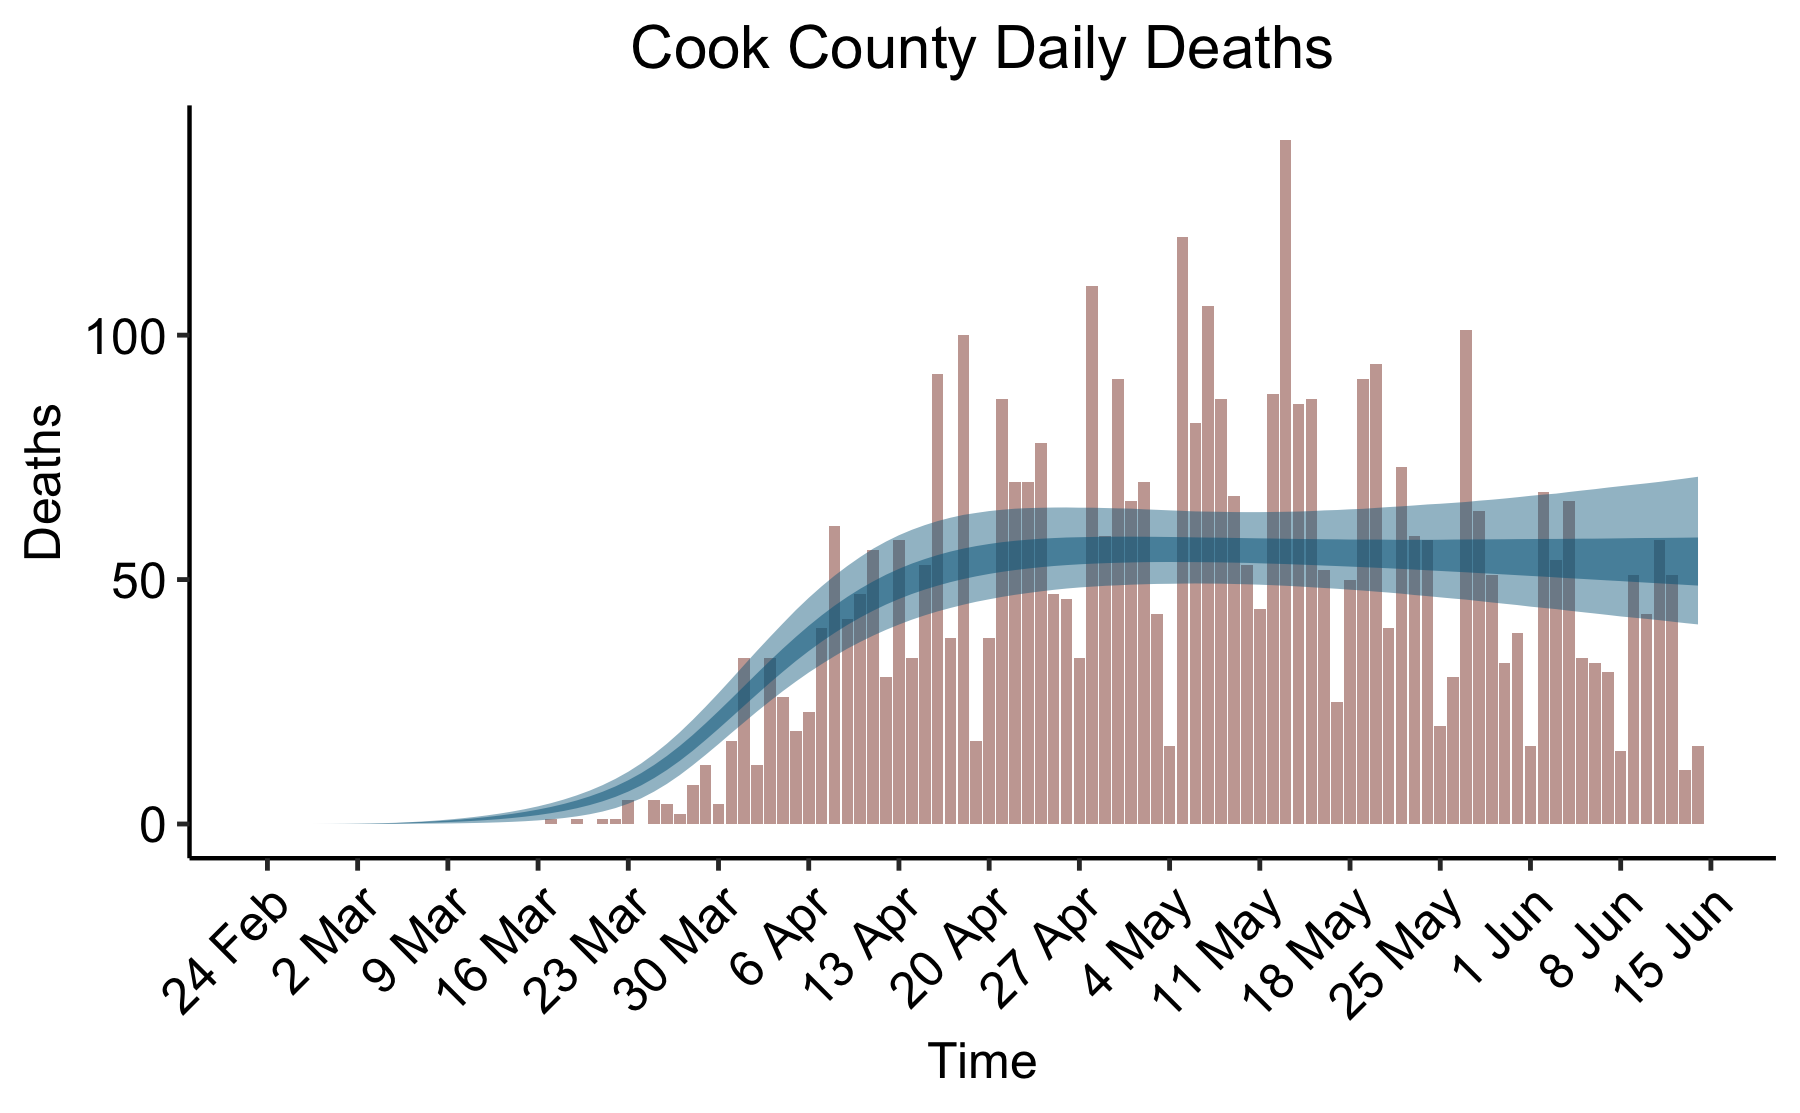 Cook County Daily Deaths
Deaths
100
50
0
24 Feb
2 Mar
9 Mar
16 Mar
23 Mar
30 Mar
6 Apr
13 Apr
20 Apr
27 Apr
4 May
11 May
18 May
25 May
1 Jun
8 Jun
15 Jun
Time